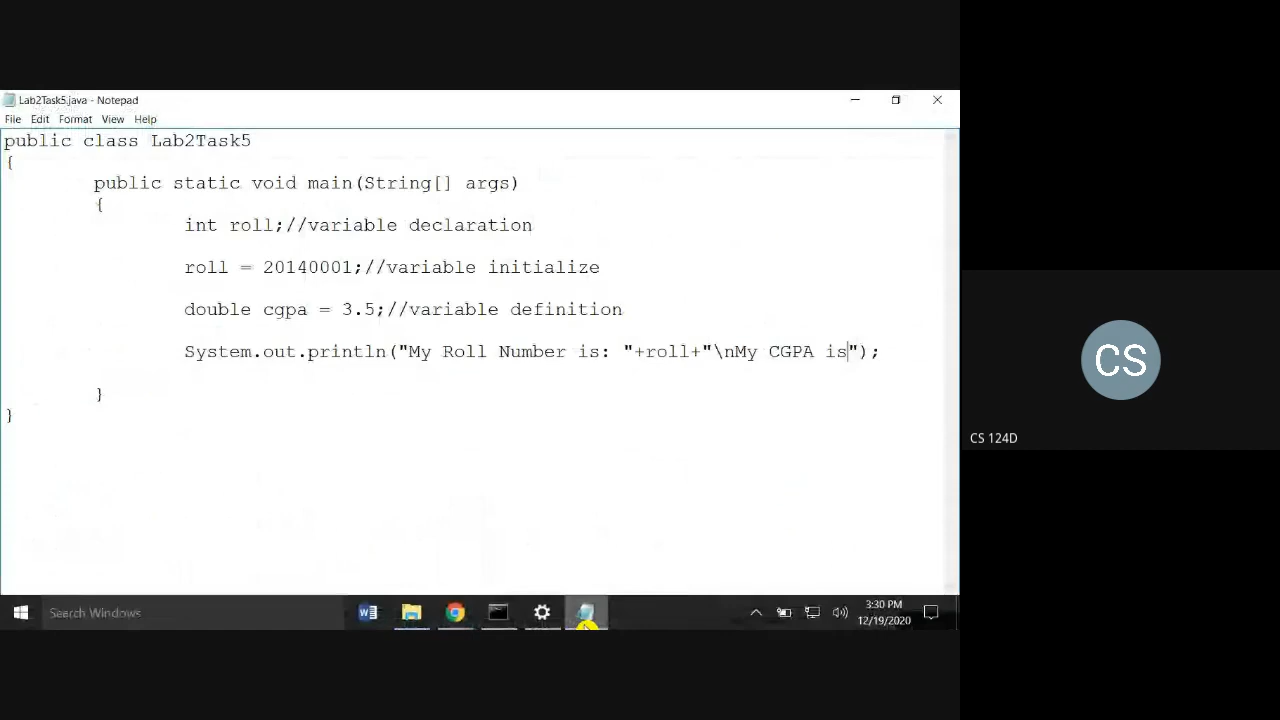 Lab2Task5.java - Notepad
File Edit Format View Help
public class Lab2Task5
{
public static void main(String[] args)
{
int roll;//variable declaration
roll = 20140001;//variable initialize
double cgpa = 3.5;//variable definition
System.out.println("My Roll Number is: "+roll+"\nMy CGPA is");
}
}
CS
CS 124D
Search Windows
3:30 PM
12/19/2020